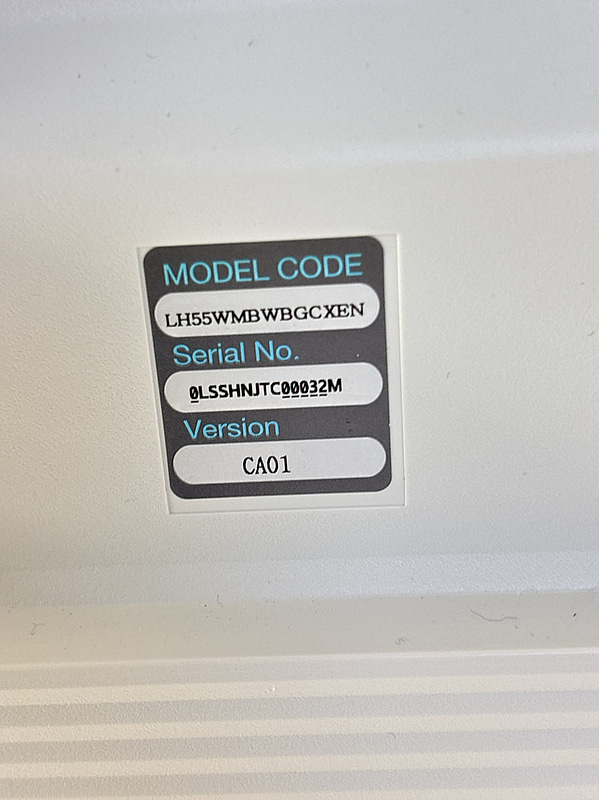 MODEL CODE
LH55WMBWBGCXEN
Serial No.
0LSSHNJTC00032M
Version
CA01